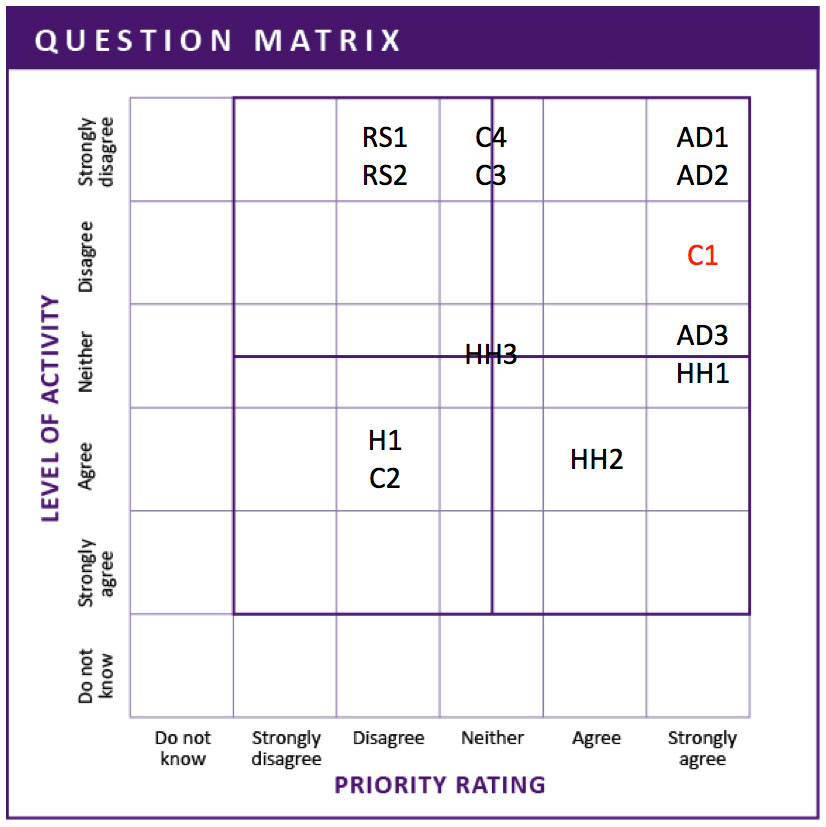 QUESTION MATRIX
LEVEL OF ACTIVITY
Strongly
disagree
RS1
RS2
C4
C3
AD1
AD2
Disagree
C1
Neither
HH3
AD3
HH1
Agree
H1
C2
HH2
Strongly
agree
Do not
know
Do not
know
Strongly
disagree
Disagree
Neither
Agree
Strongly
agree
PRIORITY RATING